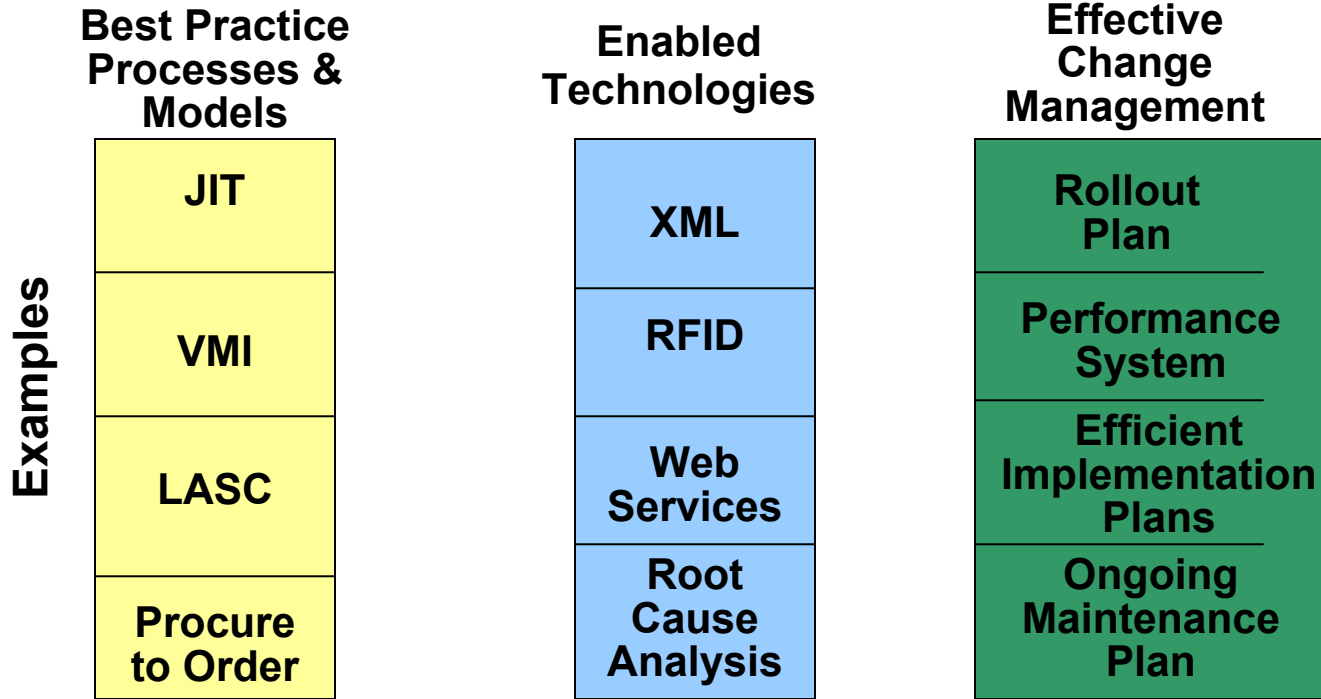 Best Practice
Processes &
Models
JIT
VMI
LASC
Procure
to Order
Enabled
Technologies
XML
RFID
Web
Services
Root
Cause
Analysis
Effective
Change
Management
Rollout
Plan
Performance
System
Efficient
Implementation
Plans
Ongoing
Maintenance
Plan
Examples